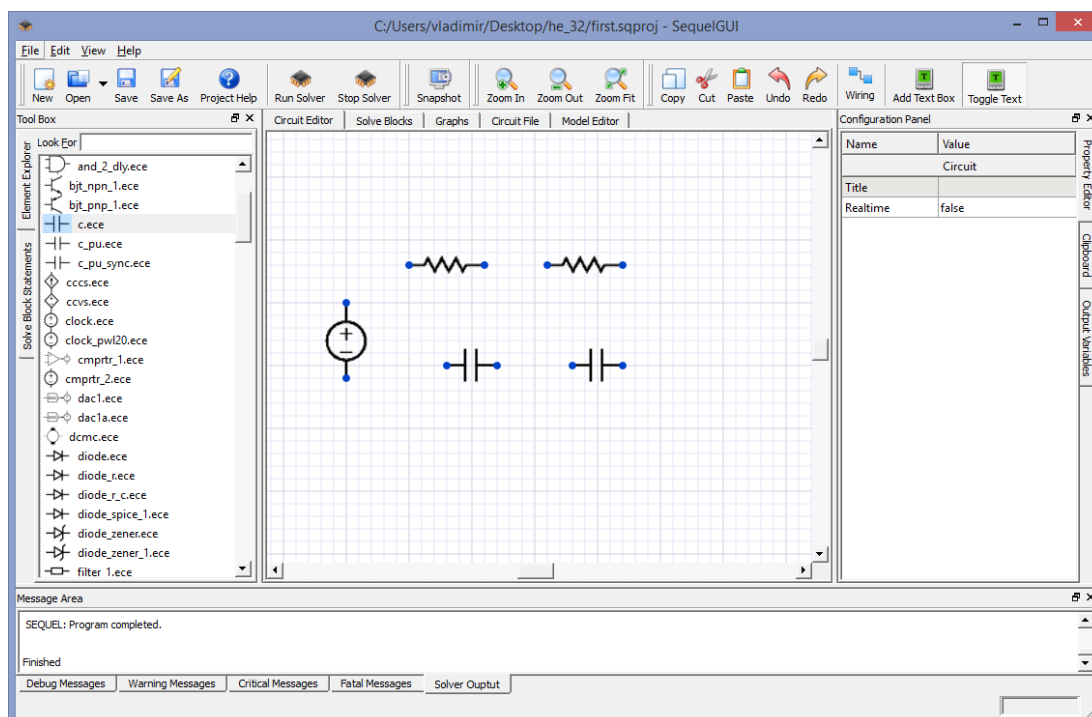 C:/Users/vladimir/Desktop/he_32/first.sqproj - SequelGUI
File Edit View Help
New Open Save Save As Project Help Run Solver Stop Solver Snapshot Zoom In Zoom Out Zoom Fit Copy Cut Paste Undo Redo Wiring Add Text Box Toggle Text
Tool Box
Look For
Element Explorer
Solve Block Statements
and_2_dly.ece
bjt_npn_1.ece
bjt_pnp_1.ece
c.ece
c_pu.ece
c_pu_sync.ece
cccs.ece
ccvs.ece
clock.ece
clock_pwl20.ece
cmprtr_1.ece
cmprtr_2.ece
dac1.ece
dac1a.ece
dcmc.ece
diode.ece
diode_r.ece
diode_r_c.ece
diode_spice_1.ece
diode_zener.ece
diode_zener_1.ece
filter 1.ece
Circuit Editor Solve Blocks Graphs Circuit File Model Editor
Configuration Panel
Name Value
Circuit
Title
Realtime false
Property Editor
Clipboard
Output Variables
Message Area
SEQUEL: Program completed.
Finished
Debug Messages Warning Messages Critical Messages Fatal Messages Solver Ouptut